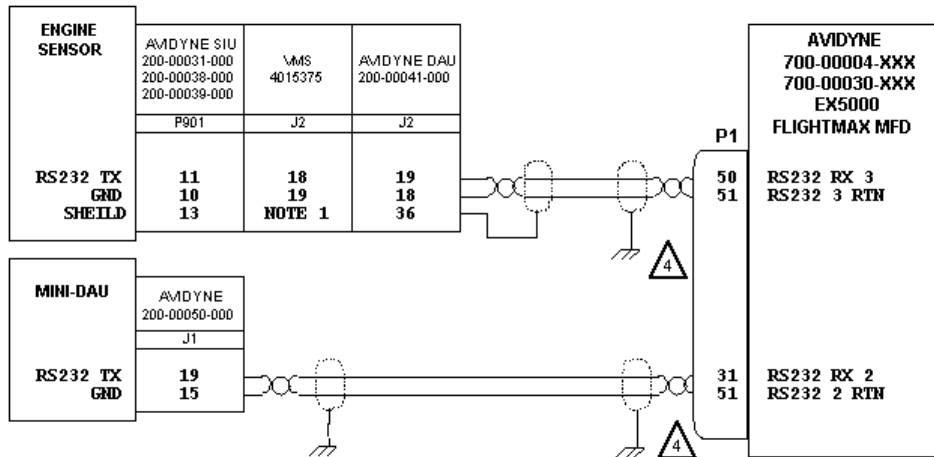 ENGINE
SENSOR
AVIDYNE SIU
200-00031-000
200-00038-000
200-00039-000
VMS
4015375
AVIDYNE DAU
200-00041-000
P901
J2
J2
RS232 TX 11 18 19
GND 10 19 18
SHEILD 13 NOTE 1 36
AVIDYNE
700-00004-XXX
700-00030-XXX
EX5000
FLIGHTMAX MFD
P1
50 RS232 RX 3
51 RS232 3 RTN
4
MINI-DAU
AVIDYNE
200-00050-000
J1
RS232 TX 19
GND 15
31 RS232 RX 2
51 RS232 2 RTN
4